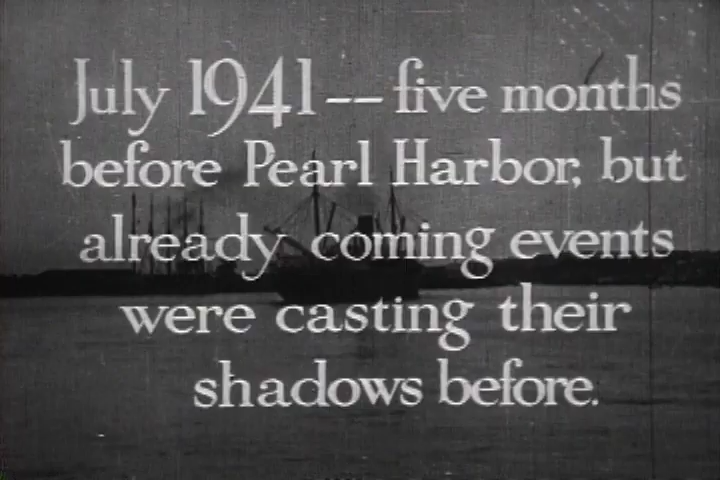 July 1941 -- five months
before Pearl Harbor, but
already coming events
were casting their
shadows before.